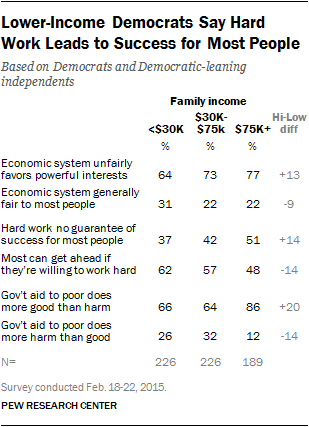 Lower-Income Democrats Say Hard
Work Leads to Success for Most People
Based on Democrats and Democratic-leaning
independents
Family income
<$30K $30K-$75k $75K+ Hi-Low diff
% % %
Economic system unfairly
favors powerful interests 64 73 77 +13
Economic system generally
fair to most people 31 22 22 -9
Hard work no guarantee of
success for most people 37 42 51 +14
Most can get ahead if
they're willing to work hard 62 57 48 -14
Gov't aid to poor does
more good than harm 66 64 86 +20
Gov't aid to poor does
more harm than good 26 32 12 -14
N= 226 226 189
Survey conducted Feb. 18-22, 2015.
PEW RESEARCH CENTER